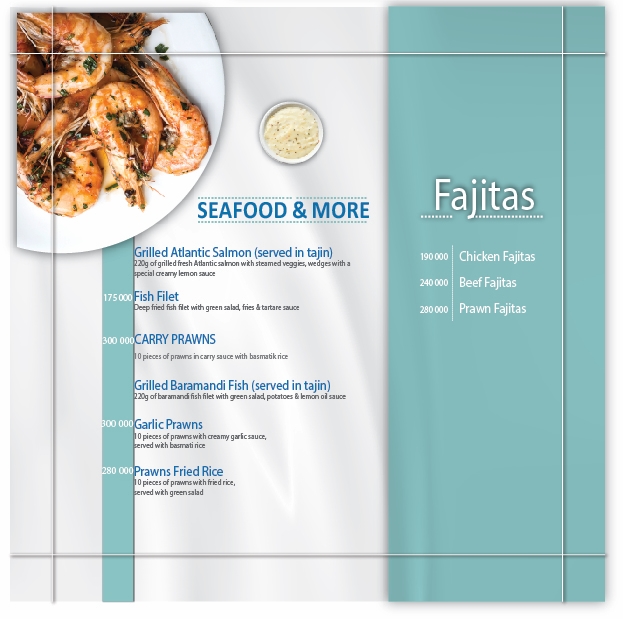 SEAFOOD & MORE
Grilled Atlantic Salmon (served in tajin)
220g of grilled fresh Atlantic salmon with steamed veggies, wedges with a
special creamy lemon sauce
175 000 Fish Filet
Deep fried fish filet with green salad, fries & tartare sauce
300 000 CARRY PRAWNS
10 pieces of prawns in carry sauce with basmatik rice
Grilled Baramandi Fish (served in tajin)
220g of baramandi fish filet with green salad, potatoes & lemon oil sauce
300 000 Garlic Prawns
10 pieces of prawns with creamy garlic sauce,
served with basmati rice
280 000 Prawns Fried Rice
10 pieces of prawns with fried rice,
served with green salad
Fajitas
190 000 Chicken Fajitas
240 000 Beef Fajitas
280 000 Prawn Fajitas